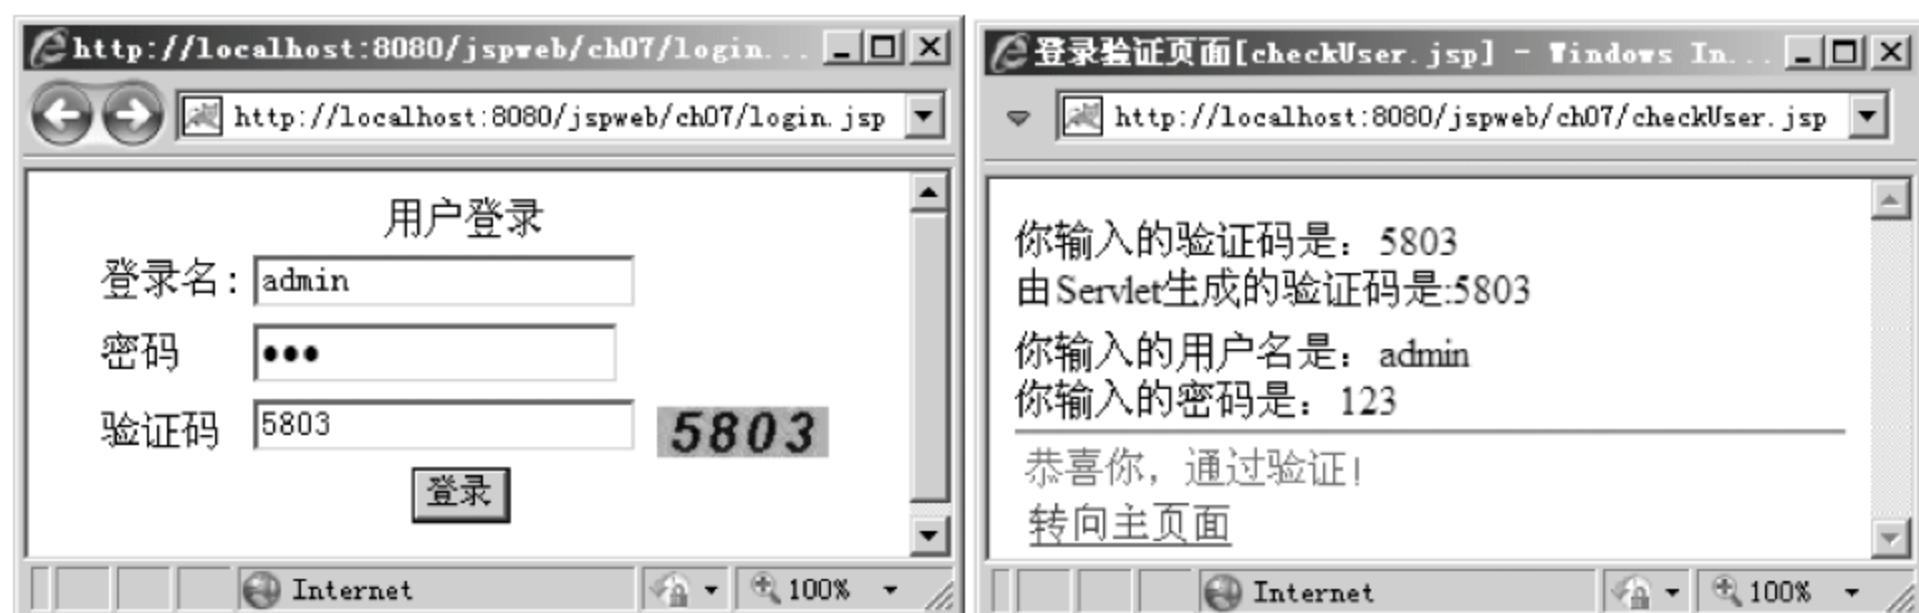 http://localhost:8080/jspweb/ch07/login...
http://localhost:8080/jspweb/ch07/login.jsp
用户登录
登录名: admin
密码 ●●●
验证码 5803 5803
登录
Internet 100%
登录验证页面[checkUser.jsp] - Windows In...
http://localhost:8080/jspweb/ch07/checkUser.jsp
你输入的验证码是：5803
由Servlet生成的验证码是:5803
你输入的用户名是：admin
你输入的密码是：123
恭喜你，通过验证!
转向主页面
Internet 100%